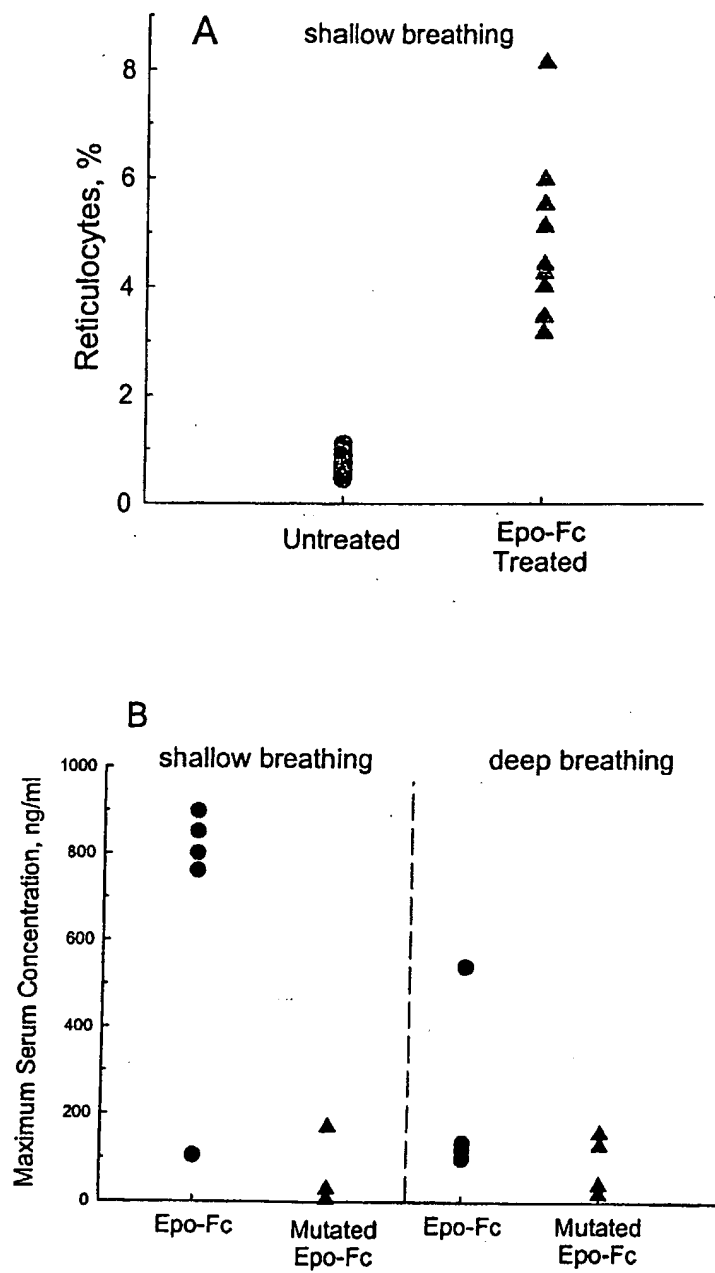 A
shallow breathing
Reticulocytes, %
8
6
4
2
0
Untreated
Epo-Fc
Treated
B
shallow breathing
deep breathing
Maximum Serum Concentration, ng/ml
1000
800
600
400
200
0
Epo-Fc
Mutated
Epo-Fc
Epo-Fc
Mutated
Epo-Fc